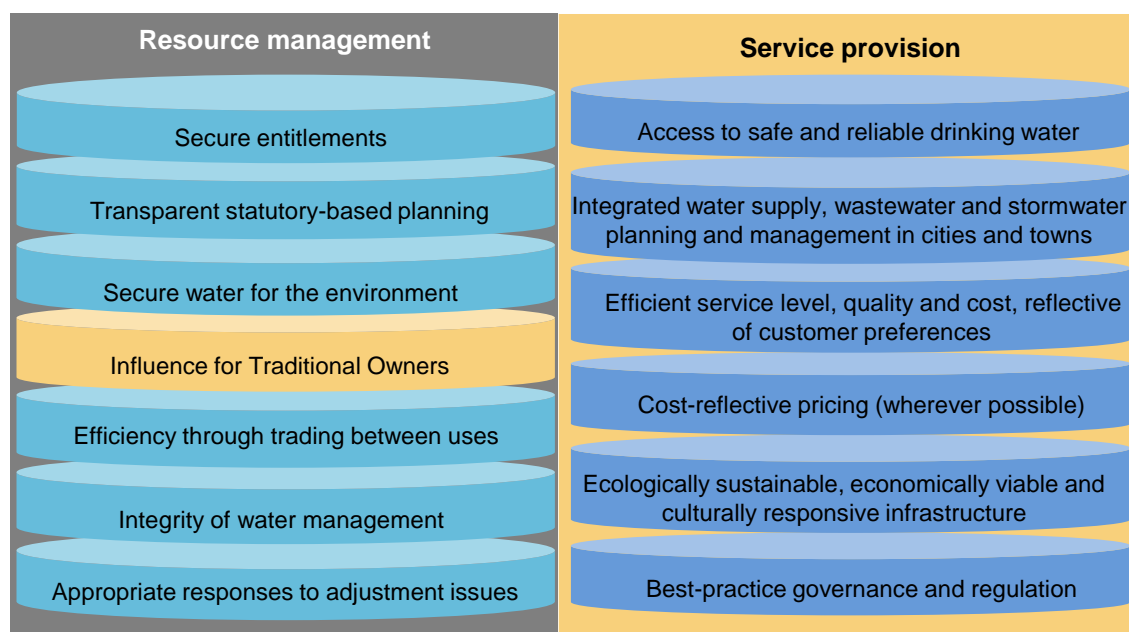 Resource management
Secure entitlements
Transparent statutory-based planning
Secure water for the environment
Influence for Traditional Owners
Efficiency through trading between uses
Integrity of water management
Appropriate responses to adjustment issues
Service provision
Access to safe and reliable drinking water
Integrated water supply, wastewater and stormwater
planning and management in cities and towns
Efficient service level, quality and cost, reflective
of customer preferences
Cost-reflective pricing (wherever possible)
Ecologically sustainable, economically viable and
culturally responsive infrastructure
Best-practice governance and regulation